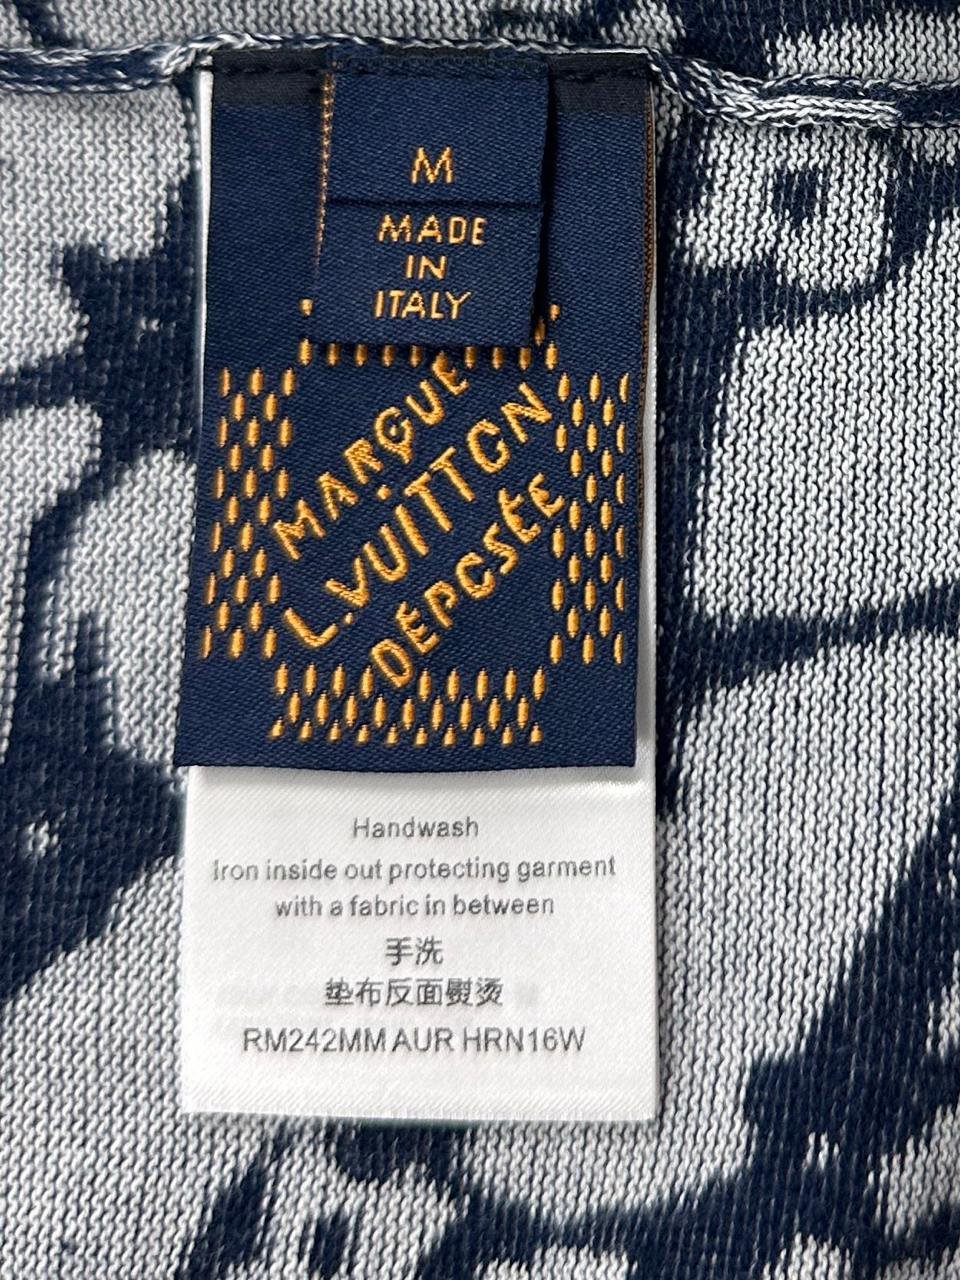 M
MADE
IN
ITALY
MARQUE
L.VUITTON
DÉPOSÉE
Handwash
Iron inside out protecting garment
with a fabric in between
手洗
垫布反面熨烫
RM242MM AUR HRN16W